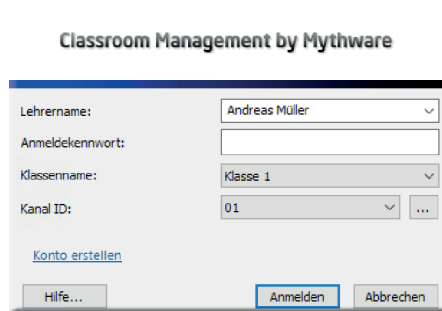 Classroom Management by Mythware
Lehrername: Andreas Müller
Anmeldekennwort:
Klassenname: Klasse 1
Kanal ID: 01 ...
Konto erstellen
Hilfe... Anmelden Abbrechen